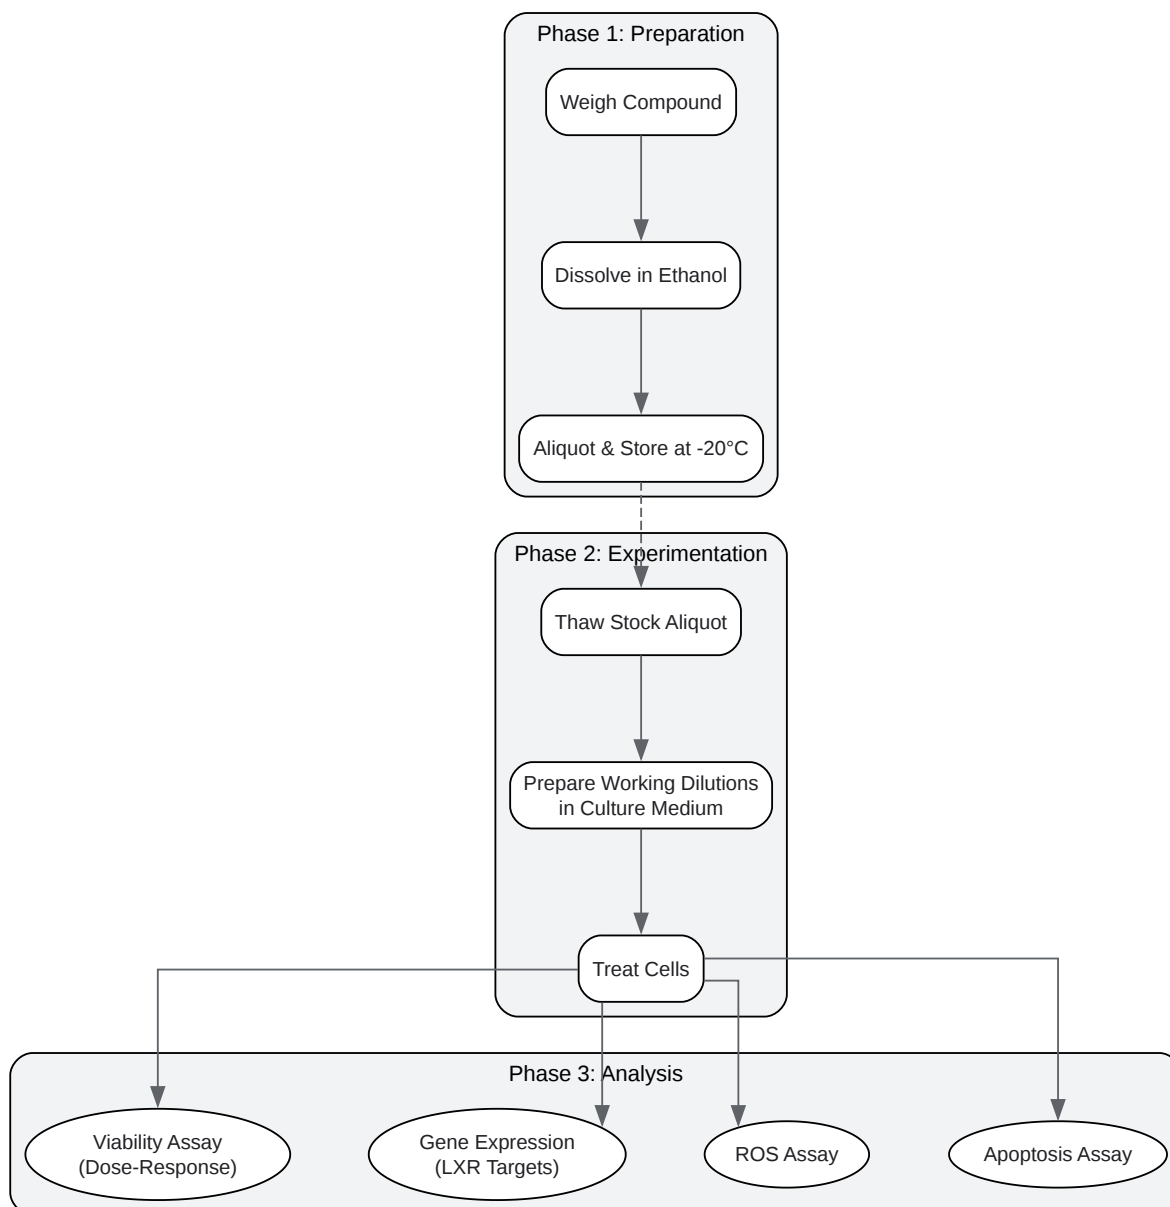 Phase 1: Preparation
Weigh Compound
Dissolve in Ethanol
Aliquot & Store at -20°C
Phase 2: Experimentation
Thaw Stock Aliquot
Prepare Working Dilutions
in Culture Medium
Treat Cells
Phase 3: Analysis
Viability Assay
(Dose-Response)
Gene Expression
(LXR Targets)
ROS Assay
Apoptosis Assay